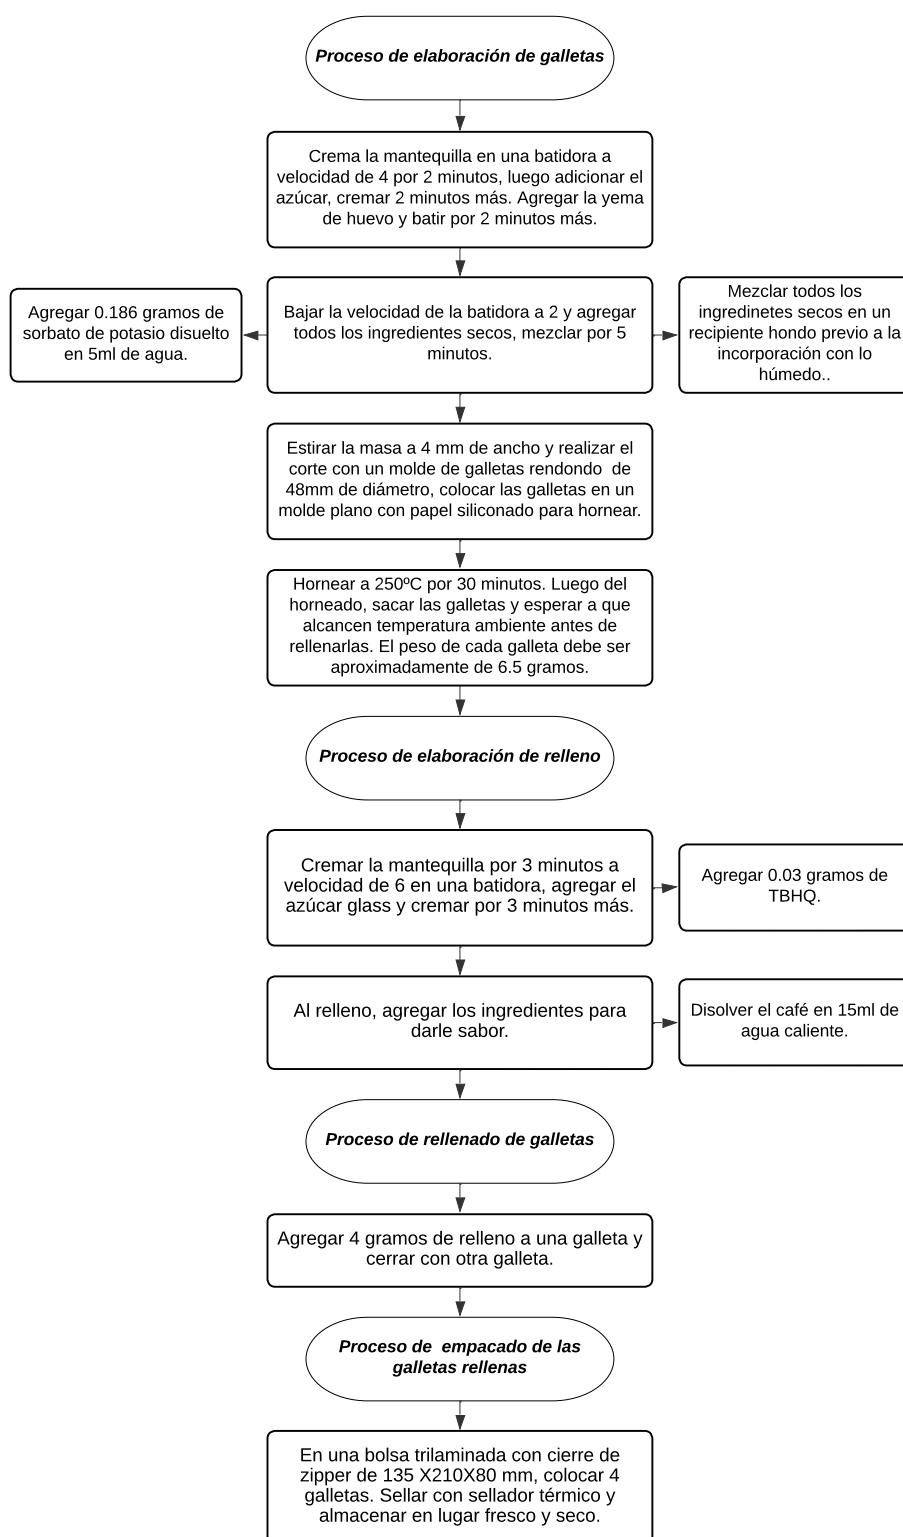 Proceso de elaboración de galletas
Crema la mantequilla en una batidora a
velocidad de 4 por 2 minutos, luego adicionar el
azúcar, cremar 2 minutos más. Agregar la yema
de huevo y batir por 2 minutos más.
Agregar 0.186 gramos de
sorbato de potasio disuelto
en 5ml de agua.
Bajar la velocidad de la batidora a 2 y agregar
todos los ingredientes secos, mezclar por 5
minutos.
Mezclar todos los
ingredinetes secos en un
recipiente hondo previo a la
incorporación con lo
húmedo..
Estirar la masa a 4 mm de ancho y realizar el
corte con un molde de galletas rendondo  de
48mm de diámetro, colocar las galletas en un
molde plano con papel siliconado para hornear.
Hornear a 250ºC por 30 minutos. Luego del
horneado, sacar las galletas y esperar a que
alcancen temperatura ambiente antes de
rellenarlas. El peso de cada galleta debe ser
aproximadamente de 6.5 gramos.
Proceso de elaboración de relleno
Cremar la mantequilla por 3 minutos a
velocidad de 6 en una batidora, agregar el
azúcar glass y cremar por 3 minutos más.
Agregar 0.03 gramos de
TBHQ.
Al relleno, agregar los ingredientes para
darle sabor.
Disolver el café en 15ml de
agua caliente.
Proceso de rellenado de galletas
Agregar 4 gramos de relleno a una galleta y
cerrar con otra galleta.
Proceso de  empacado de las
galletas rellenas
En una bolsa trilaminada con cierre de
zipper de 135 X210X80 mm, colocar 4
galletas. Sellar con sellador térmico y
almacenar en lugar fresco y seco.